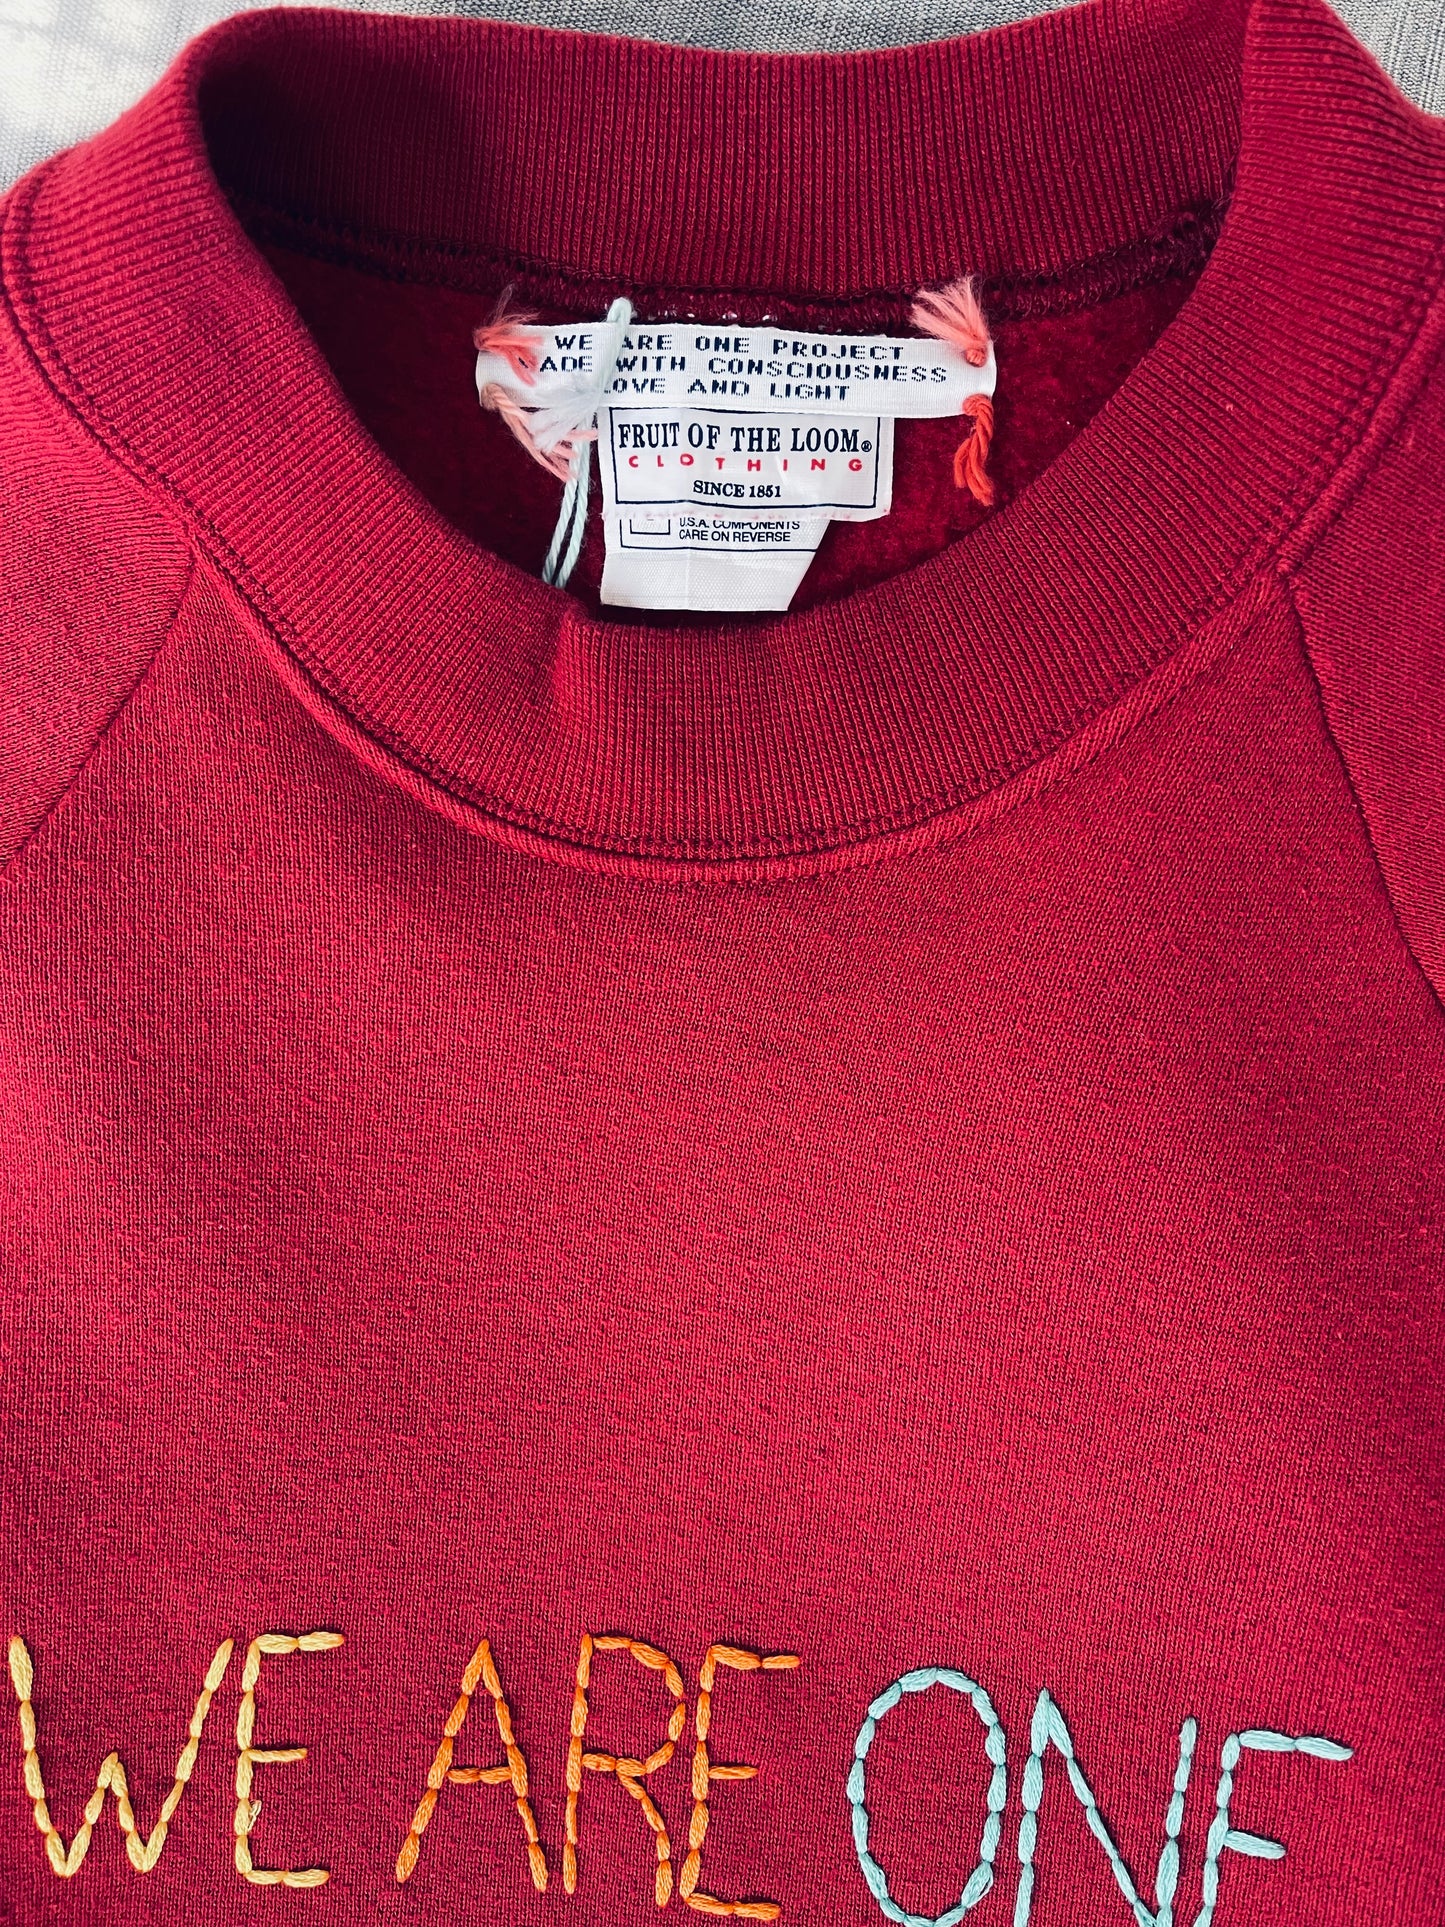 WE ARE ONE PROJECT
ADE WITH CONSCIOUSNESS
LOVE AND LIGHT
FRUIT OF THE LOOM®
CLOTHING
SINCE 1851
U.S.A. COMPONENTS
CARE ON REVERSE
WE ARE ONE